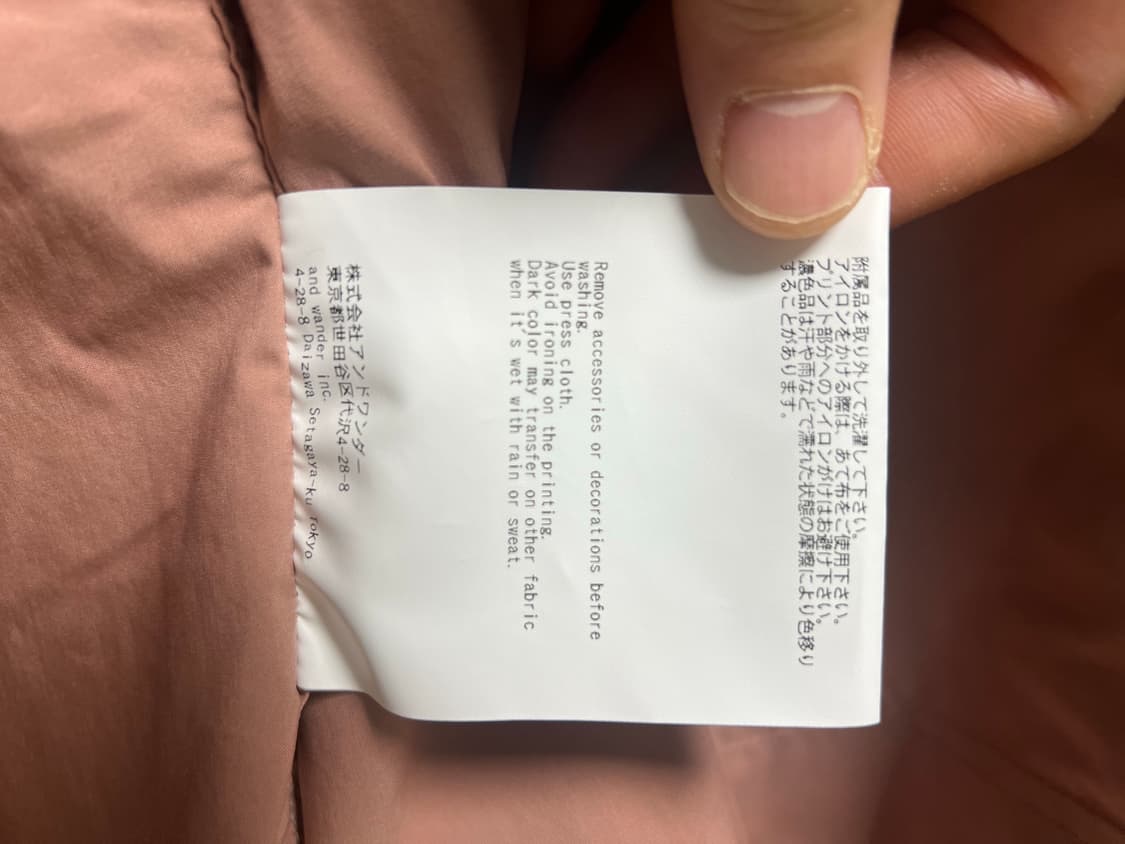 附属品を取り外して洗濯して下さい。
アイロンをかける際は、あて布をご使用下さい。
プリント部分へのアイロンがけはお避け下さい。
濃色品は汗や雨などで濡れた状態の摩擦により色移り
することがあります。
Remove accessories or decorations before
washing.
Use press cloth.
Avoid ironing on the printing.
Dark color may transfer on other fabric
when it's wet with rain or sweat.
株式会社アンドワンダー
東京都世田谷区代沢4-28-8
and wander inc.
4-28-8 Daizawa Setagaya-ku Tokyo